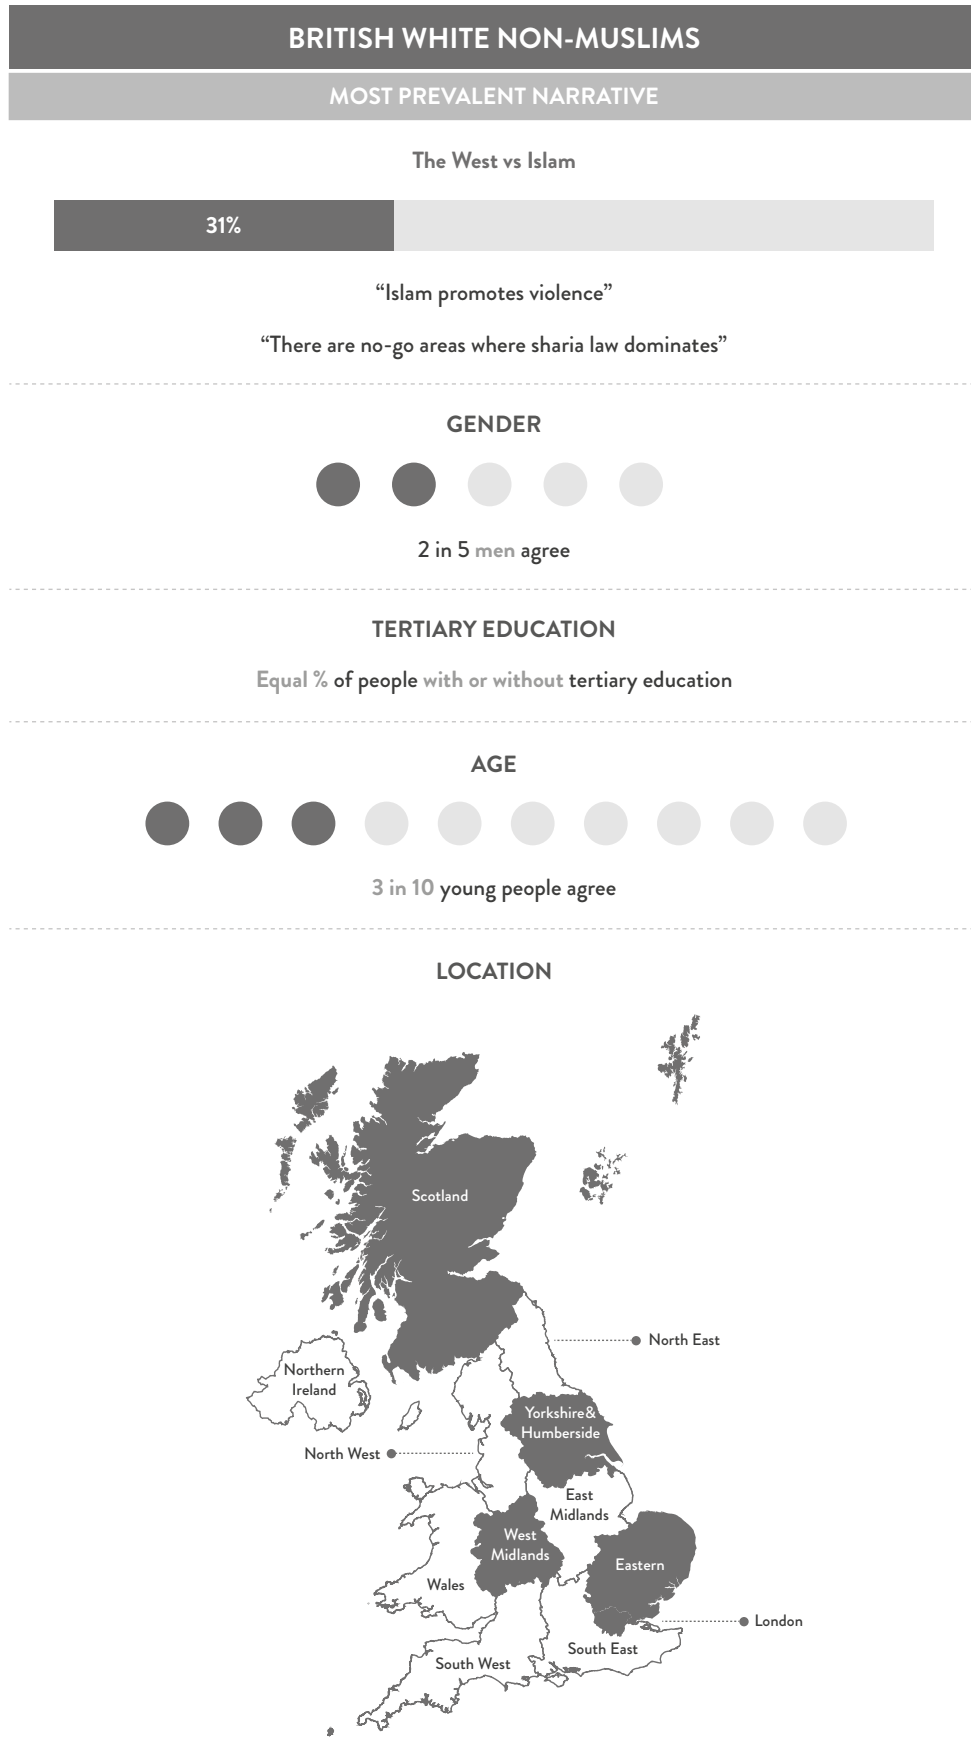 BRITISH WHITE NON-MUSLIMS
MOST PREVALENT NARRATIVE
The West vs Islam
31%
“Islam promotes violence”
“There are no-go areas where sharia law dominates”
GENDER
2 in 5 men agree
TERTIARY EDUCATION
Equal % of people with or without tertiary education
AGE
3 in 10 young people agree
LOCATION
Scotland
North East
Northern
Ireland
Yorkshire&
Humberside
North West
East
Midlands
West
Midlands
Eastern
Wales
London
South East
South West